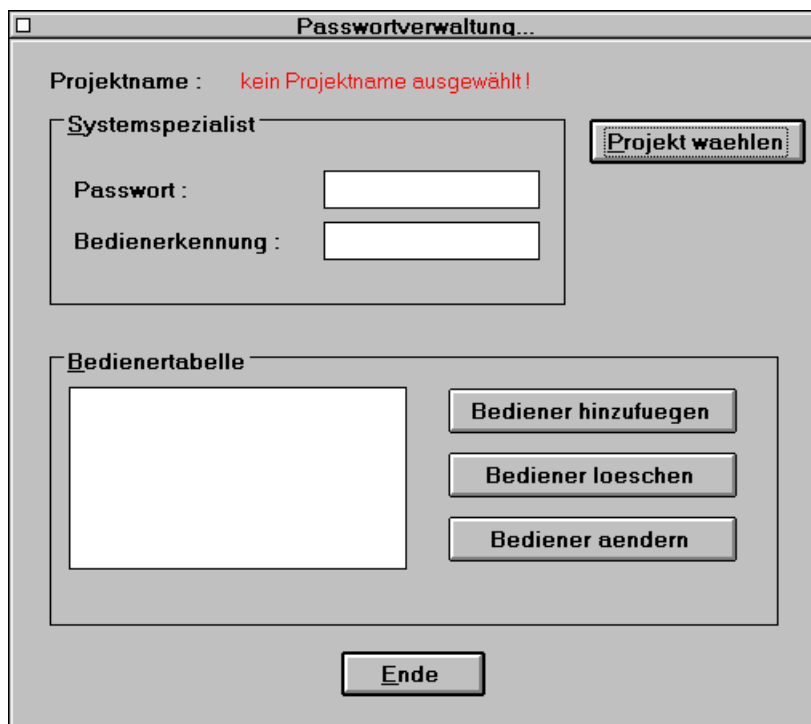 Passwortverwaltung...
Projektname : kein Projektname ausgewählt !
Systemspezialist
Projekt waehlen
Passwort :
Bedienerkennung :
Bedienertabelle
Bediener hinzufuegen
Bediener loeschen
Bediener aendern
Ende